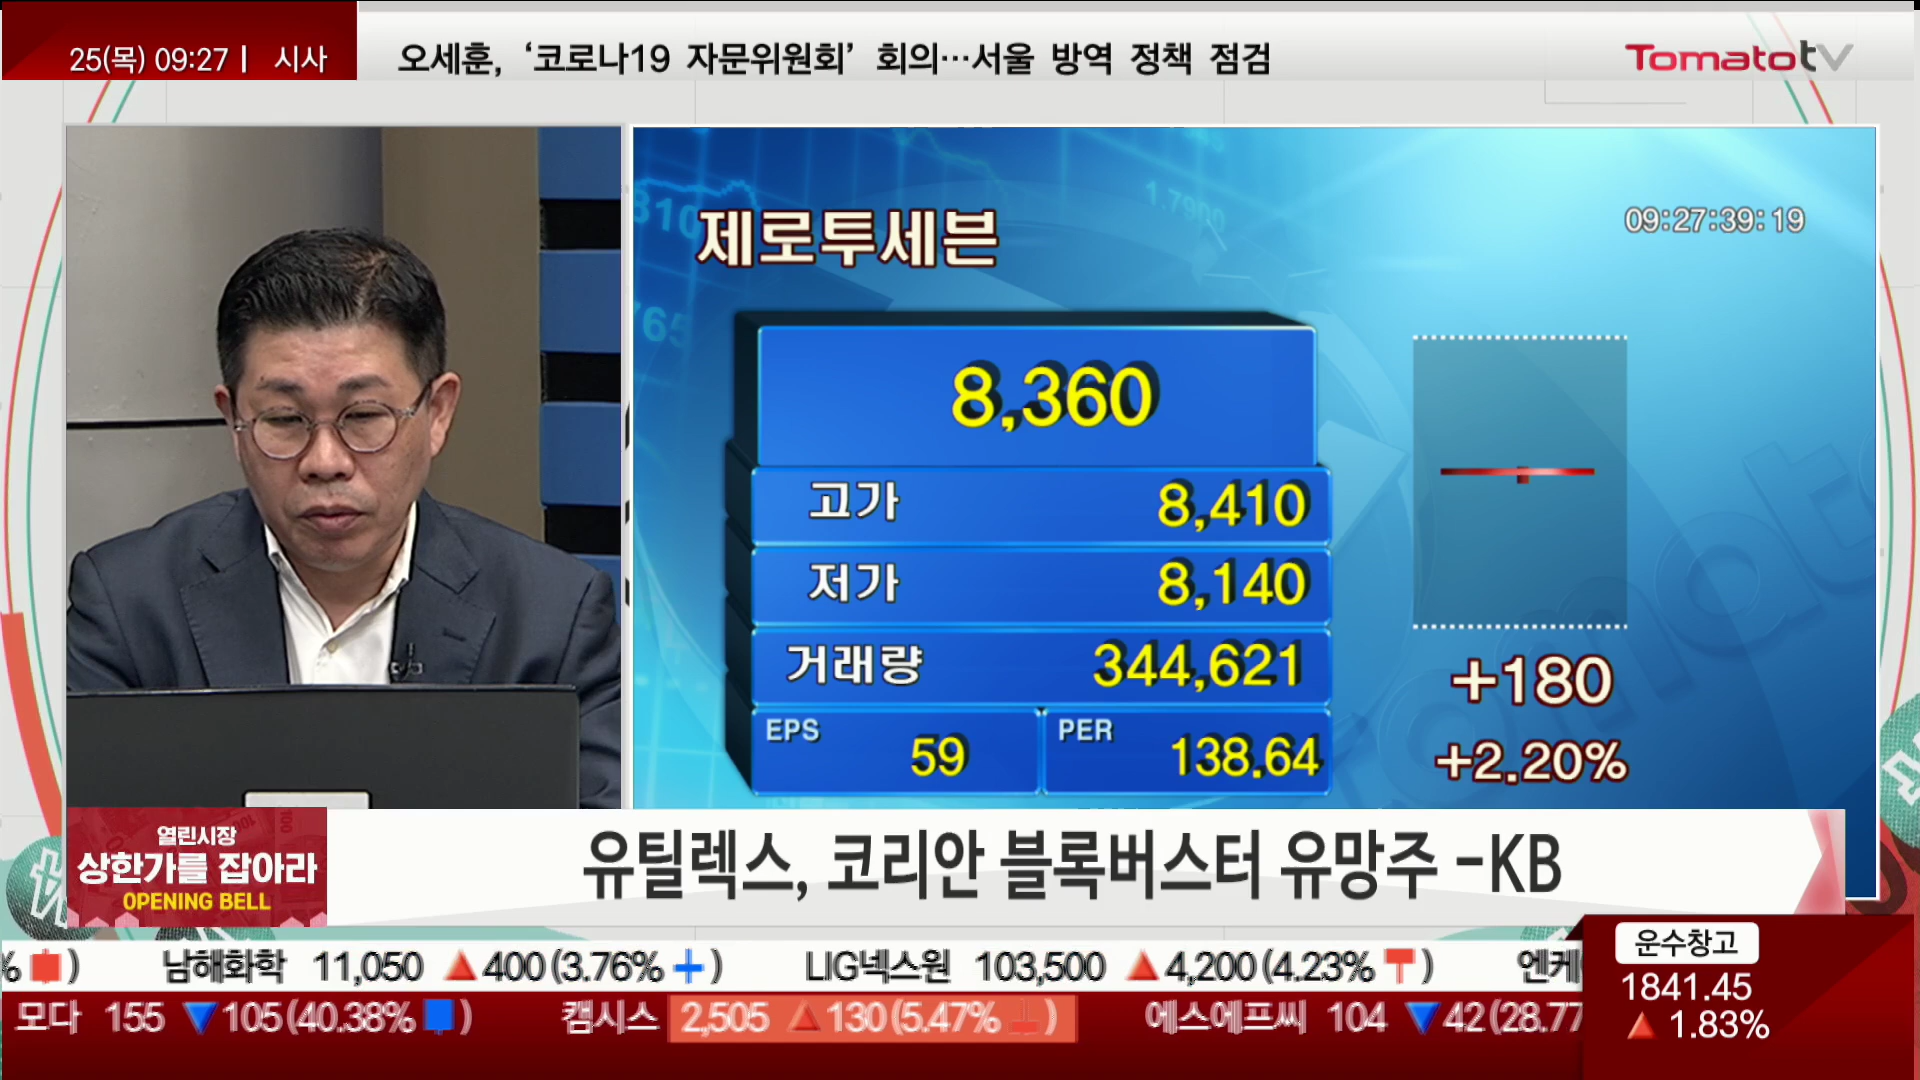 25(목) 09:27 | 시사
오세훈, ‘코로나19 자문위원회’ 회의…서울 방역 정책 점검
Tomatotv
제로투세븐
09:27:39:19
8,360
고가 8,410
저가 8,140
거래량 344,621
EPS 59 PER 138.64
+180
+2.20%
열린시장
상한가를 잡아라
OPENING BELL
유틸렉스, 코리안 블록버스터 유망주 -KB
% ) 남해화학 11,050 ▲400(3.76% ) LIG넥스원 103,500 ▲4,200(4.23% ) 엔케
모다 155 ▼105(40.38% ) 캠시스 2,505 ▲130(5.47% ) 에스에프씨 104 ▼42(28.77
운수창고
1841.45
▲ 1.83%